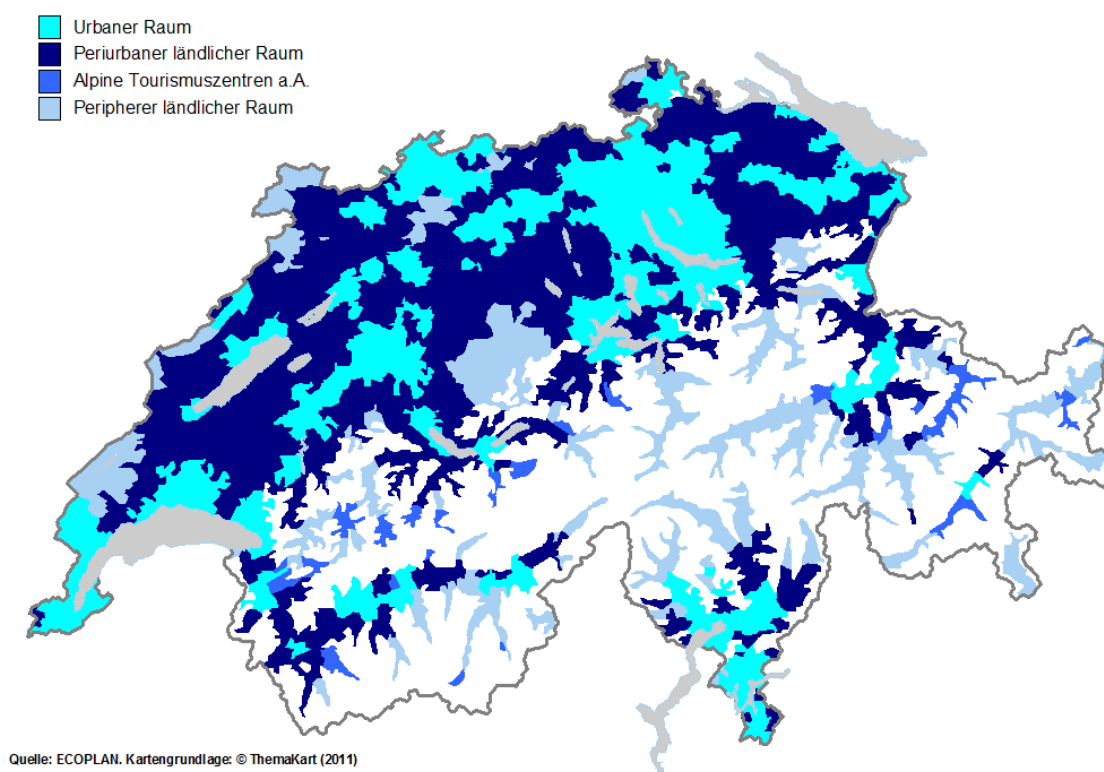 Urbaner Raum
Periurbaner ländlicher Raum
Alpine Tourismuszentren a.A.
Peripherer ländlicher Raum
Quelle: ECOPLAN. Kartengrundlage: © ThemaKart (2011)